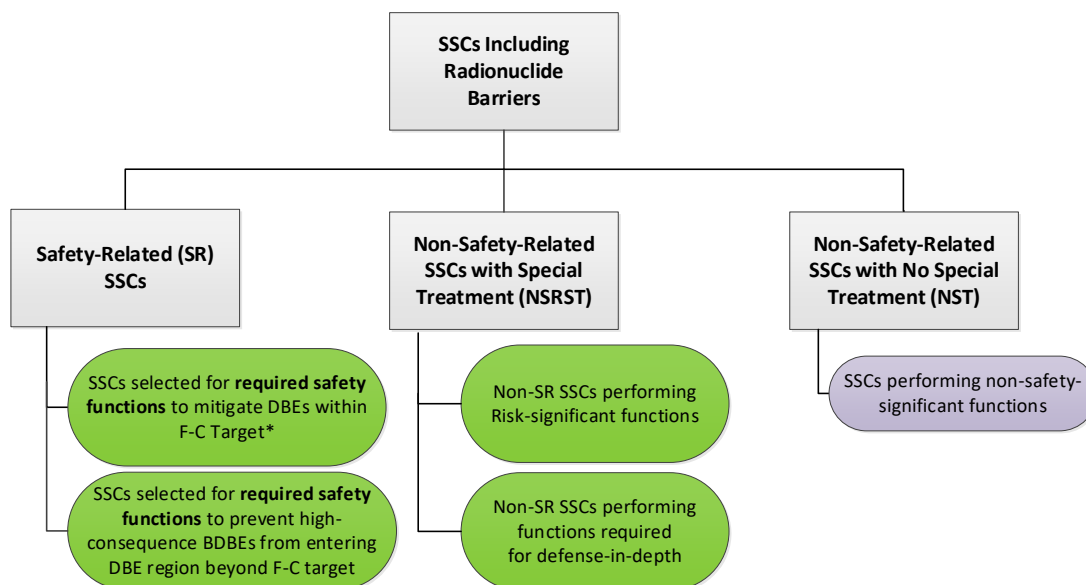 SSCs Including
Radionuclide
Barriers
Safety-Related (SR)
SSCs
Non-Safety-Related
SSCs with Special
Treatment (NSRST)
Non-Safety-Related
SSCs with No Special
Treatment (NST)
SSCs selected for required safety
functions to mitigate DBEs within
F-C Target*
SSCs selected for required safety
functions to prevent high-
consequence BDBEs from entering
DBE region beyond F-C target
Non-SR SSCs performing
Risk-significant functions
Non-SR SSCs performing
functions required
for defense-in-depth
SSCs performing non-safety-
significant functions